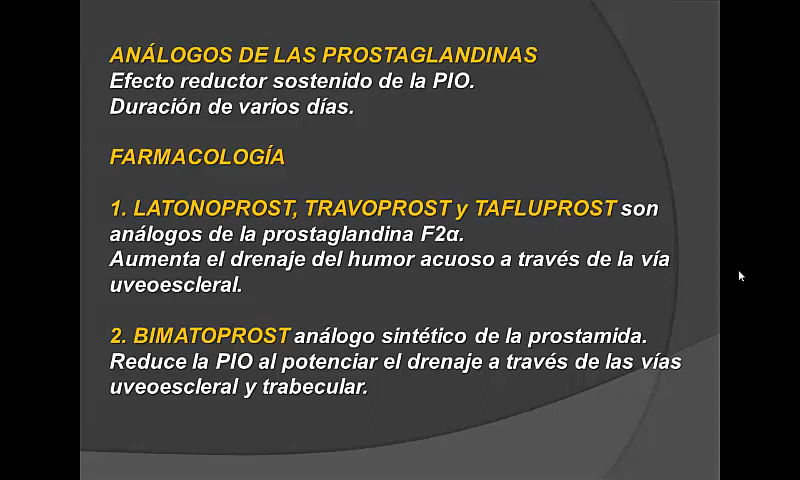 ANÁLOGOS DE LAS PROSTAGLANDINAS
Efecto reductor sostenido de la PIO.
Duración de varios días.
FARMACOLOGÍA
1. LATONOPROST, TRAVOPROST y TAFLUPROST son
análogos de la prostaglandina F2α.
Aumenta el drenaje del humor acuoso a través de la vía
uveoescleral.
2. BIMATOPROST análogo sintético de la prostamida.
Reduce la PIO al potenciar el drenaje a través de las vías
uveoescleral y trabecular.